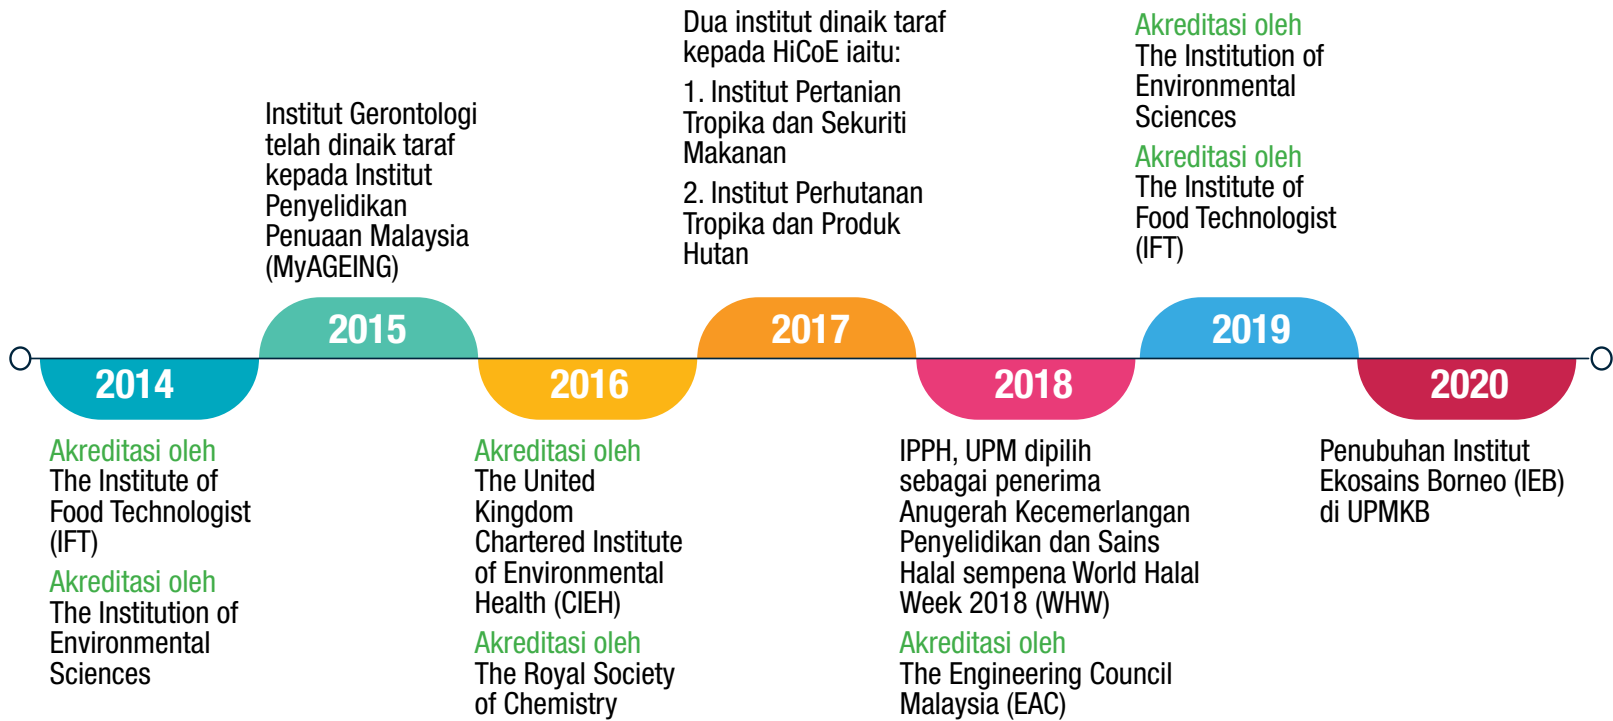 2014
Akreditasi oleh
The Institute of
Food Technologist
(IFT)
Akreditasi oleh
The Institution of
Environmental
Sciences
Institut Gerontologi
telah dinaik taraf
kepada Institut
Penyelidikan
Penuaan Malaysia
(MyAGEING)
2015
2016
Akreditasi oleh
The United
Kingdom
Chartered Institute
of Environmental
Health (CIEH)
Akreditasi oleh
The Royal Society
of Chemistry
Dua institut dinaik taraf
kepada HiCoE iaitu:
1. Institut Pertanian
Tropika dan Sekuriti
Makanan
2. Institut Perhutanan
Tropika dan Produk
Hutan
2017
2018
IPPH, UPM dipilih
sebagai penerima
Anugerah Kecemerlangan
Penyelidikan dan Sains
Halal sempena World Halal
Week 2018 (WHW)
Akreditasi oleh
The Engineering Council
Malaysia (EAC)
Akreditasi oleh
The Institution of
Environmental
Sciences
Akreditasi oleh
The Institute of
Food Technologist
(IFT)
2019
2020
Penubuhan Institut
Ekosains Borneo (IEB)
di UPMKB